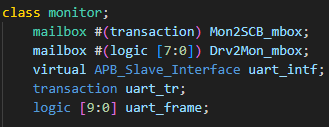 class monitor;
mailbox #(transaction) Mon2SCB_mbox;
mailbox #(logic [7:0]) Drv2Mon_mbox;
virtual APB_Slave_Interface uart_intf;
transaction uart_tr;
logic [9:0] uart_frame;